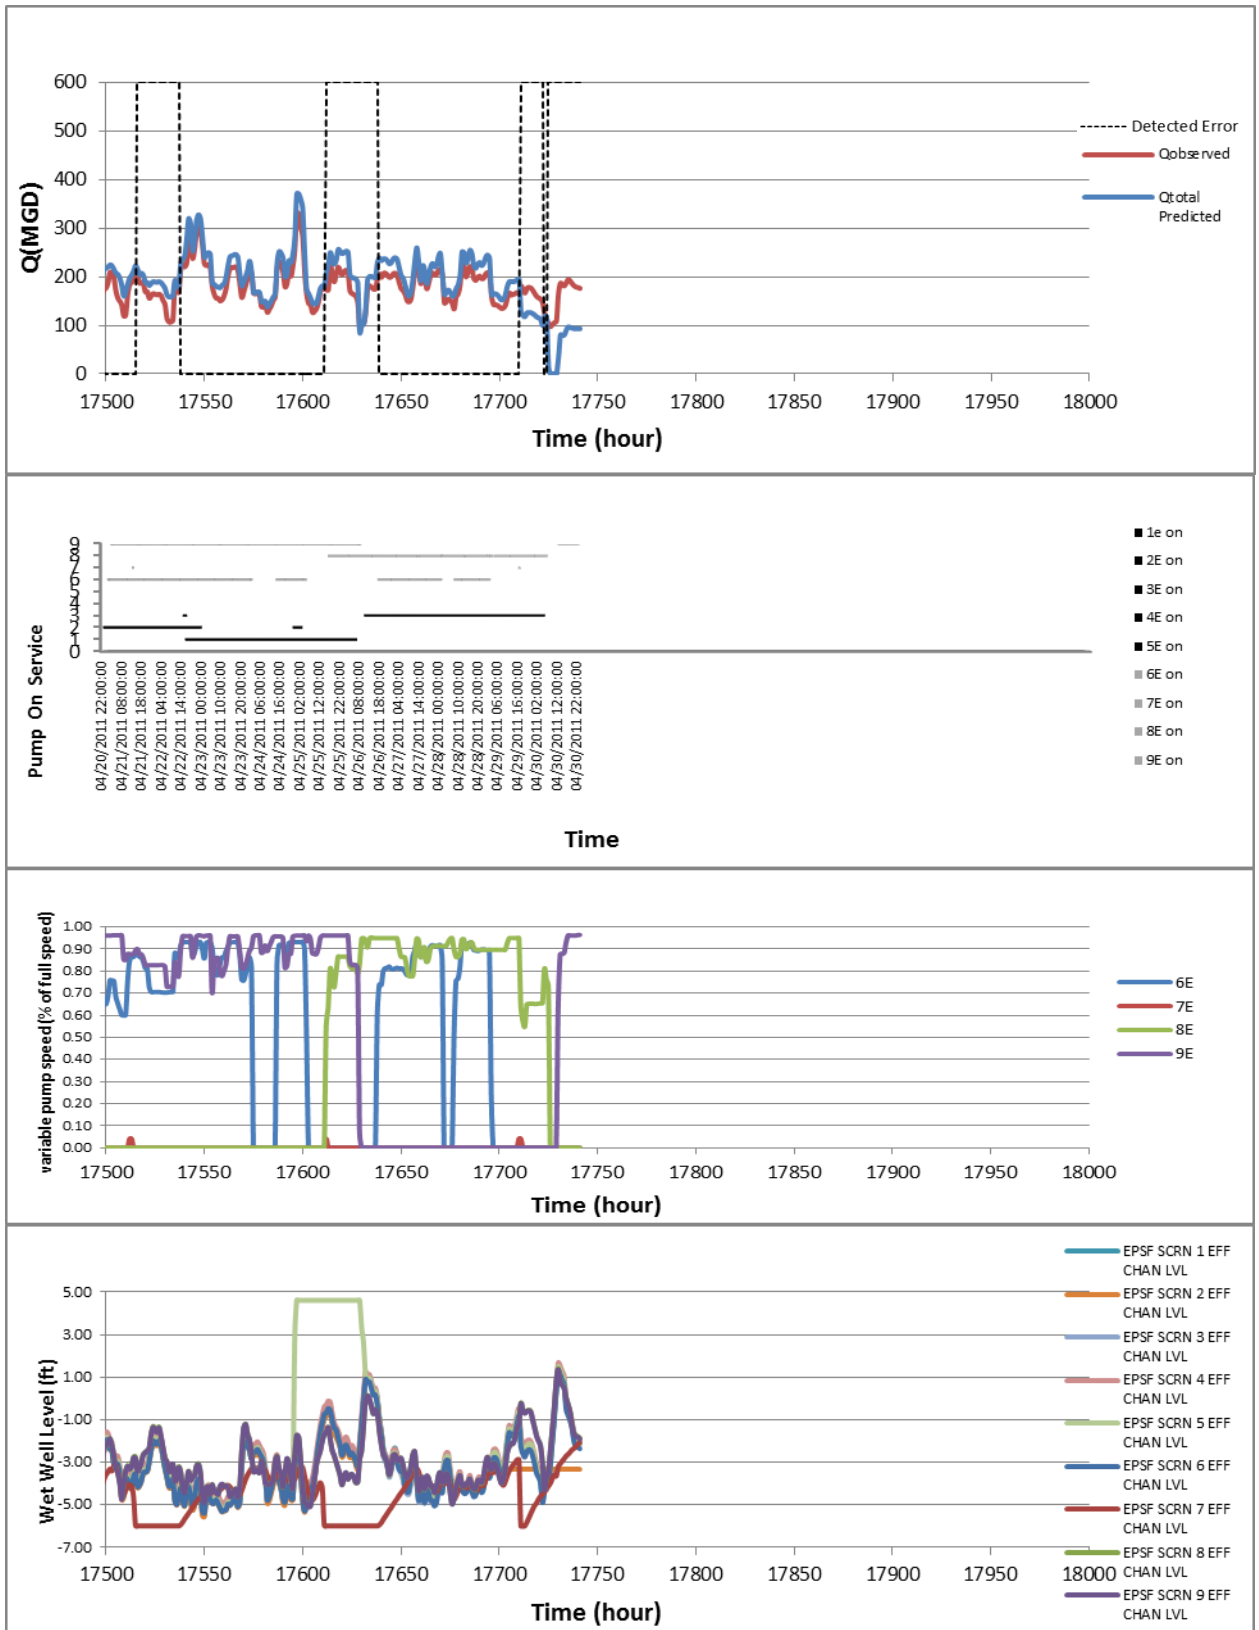 600
500
400
300
200
100
0
Q(MGD)
17500 17550 17600 17650 17700 17750 17800 17850 17900 17950 18000
Time (hour)
Detected Error
Qobserved
Qtotal
Predicted
9
8
7
6
5
4
3
2
1
0
Pump On Service
04/20/2011 22:00:00
04/21/2011 08:00:00
04/21/2011 18:00:00
04/22/2011 04:00:00
04/22/2011 14:00:00
04/23/2011 00:00:00
04/23/2011 10:00:00
04/23/2011 20:00:00
04/24/2011 06:00:00
04/24/2011 16:00:00
04/25/2011 02:00:00
04/25/2011 12:00:00
04/25/2011 22:00:00
04/26/2011 08:00:00
04/26/2011 18:00:00
04/27/2011 04:00:00
04/27/2011 14:00:00
04/28/2011 00:00:00
04/28/2011 10:00:00
04/28/2011 20:00:00
04/29/2011 06:00:00
04/29/2011 16:00:00
04/30/2011 02:00:00
04/30/2011 12:00:00
04/30/2011 22:00:00
Time
1e on
2E on
3E on
4E on
5E on
6E on
7E on
8E on
9E on
1.00
0.90
0.80
0.70
0.60
0.50
0.40
0.30
0.20
0.10
0.00
variable pump speed(% of full speed)
17500 17550 17600 17650 17700 17750 17800 17850 17900 17950 18000
Time (hour)
6E
7E
8E
9E
5.00
3.00
1.00
-1.00
-3.00
-5.00
-7.00
Wet Well Level (ft)
17500 17550 17600 17650 17700 17750 17800 17850 17900 17950 18000
Time (hour)
EPSF SCRN 1 EFF
CHAN LVL
EPSF SCRN 2 EFF
CHAN LVL
EPSF SCRN 3 EFF
CHAN LVL
EPSF SCRN 4 EFF
CHAN LVL
EPSF SCRN 5 EFF
CHAN LVL
EPSF SCRN 6 EFF
CHAN LVL
EPSF SCRN 7 EFF
CHAN LVL
EPSF SCRN 8 EFF
CHAN LVL
EPSF SCRN 9 EFF
CHAN LVL